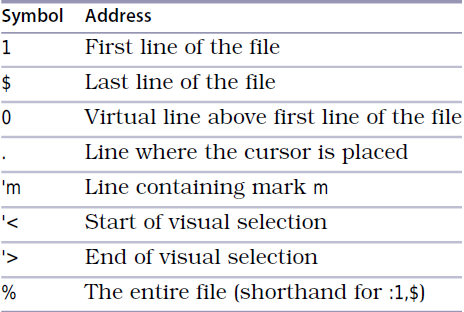 Symbol Address
1 First line of the file
$ Last line of the file
0 Virtual line above first line of the file
. Line where the cursor is placed
'm Line containing mark m
'< Start of visual selection
'> End of visual selection
% The entire file (shorthand for :1,$)